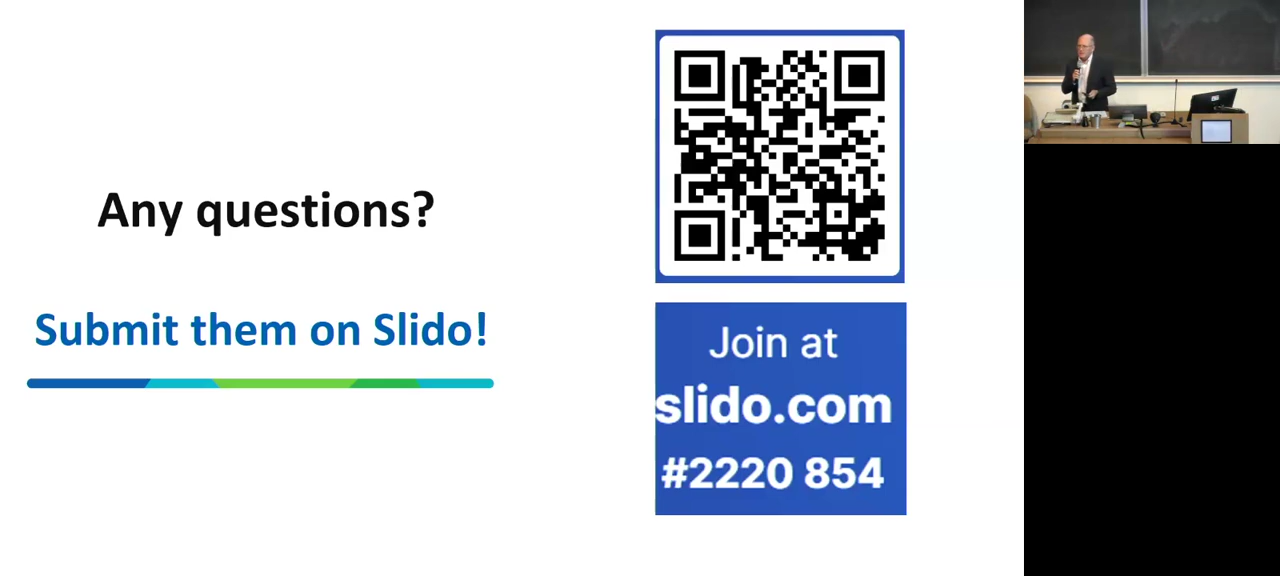 Any questions?
Submit them on Slido!
Join at
slido.com
#2220 854